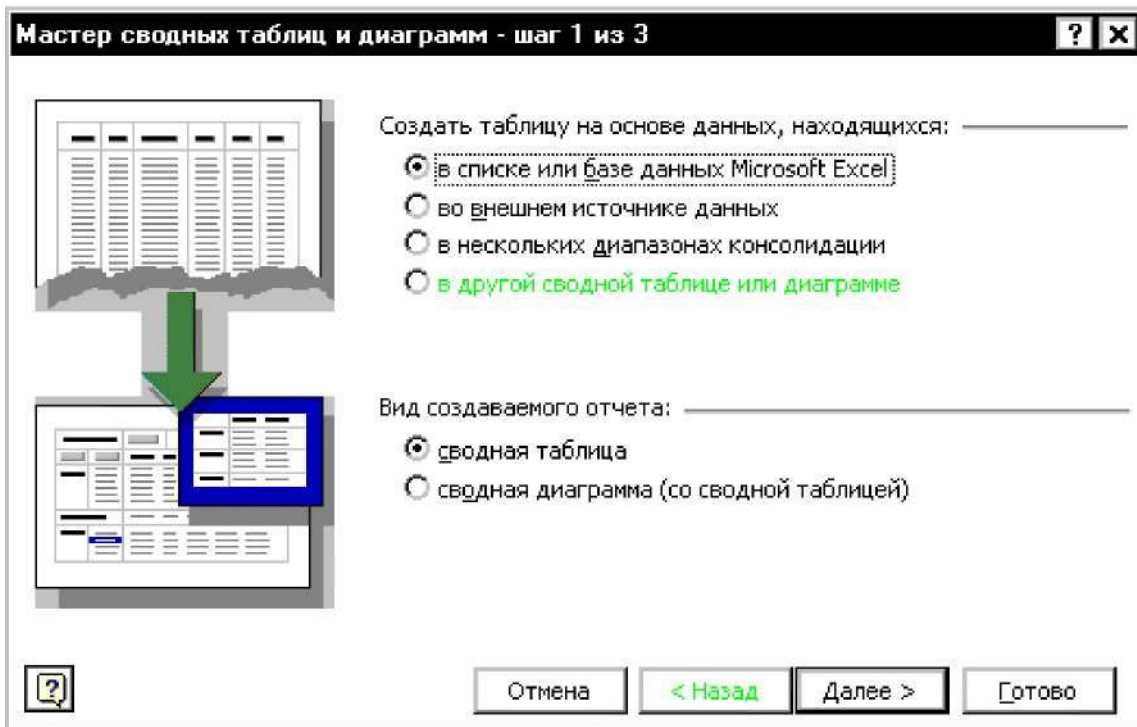 Мастер сводных таблиц и диаграмм - шаг 1 из 3
Создать таблицу на основе данных, находящихся:
в списке или базе данных Microsoft Excel
во внешнем источнике данных
в нескольких диапазонах консолидации
в другой сводной таблице или диаграмме
Вид создаваемого отчета:
сводная таблица
сводная диаграмма (со сводной таблицей)
Отмена < Назад Далее > Готово